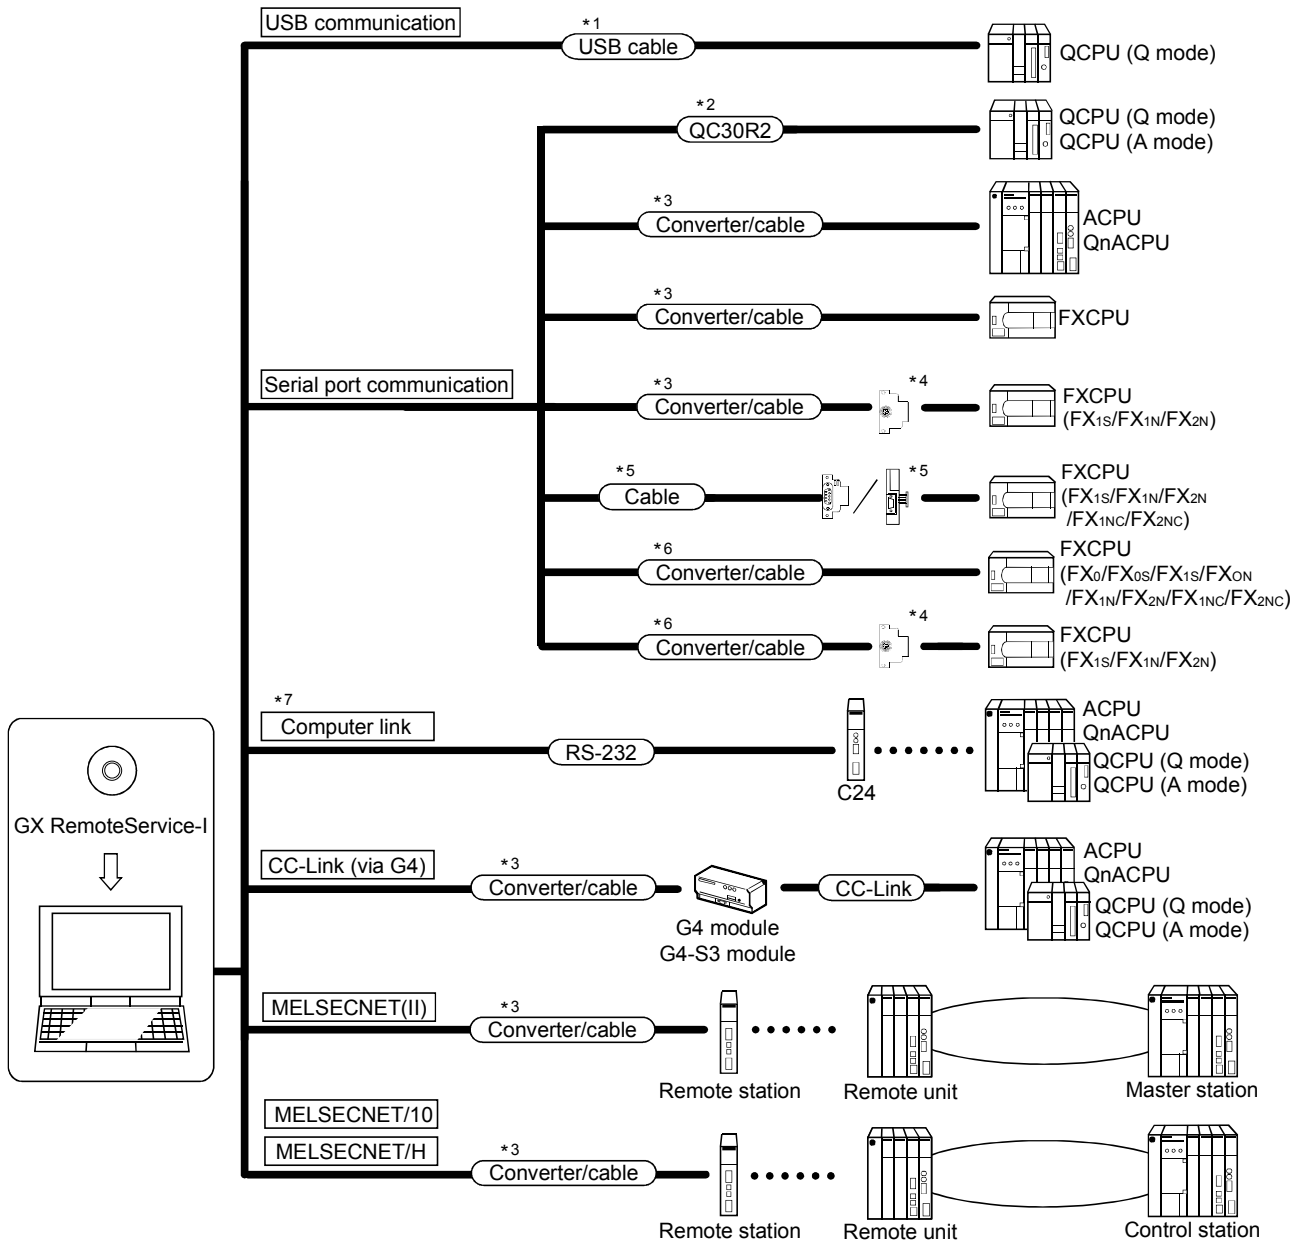 USB communication
*1
USB cable
QCPU (Q mode)
*2
QC30R2
QCPU (Q mode)
QCPU (A mode)
*3
Converter/cable
ACPU
QnACPU
*3
Converter/cable
FXCPU
Serial port communication
*3
Converter/cable
*4
FXCPU
(FX1S/FX1N/FX2N)
*5
Cable
*5
FXCPU
(FX1S/FX1N/FX2N
/FX1NC/FX2NC)
*6
Converter/cable
FXCPU
(FX0/FX0S/FX1S/FXON
/FX1N/FX2N/FX1NC/FX2NC)
*6
Converter/cable
*4
FXCPU
(FX1S/FX1N/FX2N)
*7
Computer link
RS-232
C24
ACPU
QnACPU
QCPU (Q mode)
QCPU (A mode)
GX RemoteService-I
CC-Link (via G4)
*3
Converter/cable
G4 module
G4-S3 module
CC-Link
ACPU
QnACPU
QCPU (Q mode)
QCPU (A mode)
MELSECNET(II)
*3
Converter/cable
Remote station
Remote unit
Master station
MELSECNET/10
MELSECNET/H
*3
Converter/cable
Remote station
Remote unit
Control station